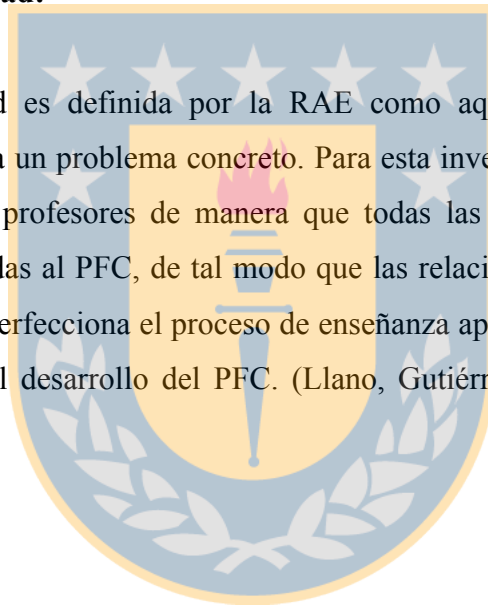 ad.
d es definida por la RAE como aq
a un problema concreto. Para esta inve
profesores de manera que todas las
das al PFC, de tal modo que las relaci
erfecciona el proceso de enseñanza ap
l desarrollo del PFC. (Llano, Gutiérr